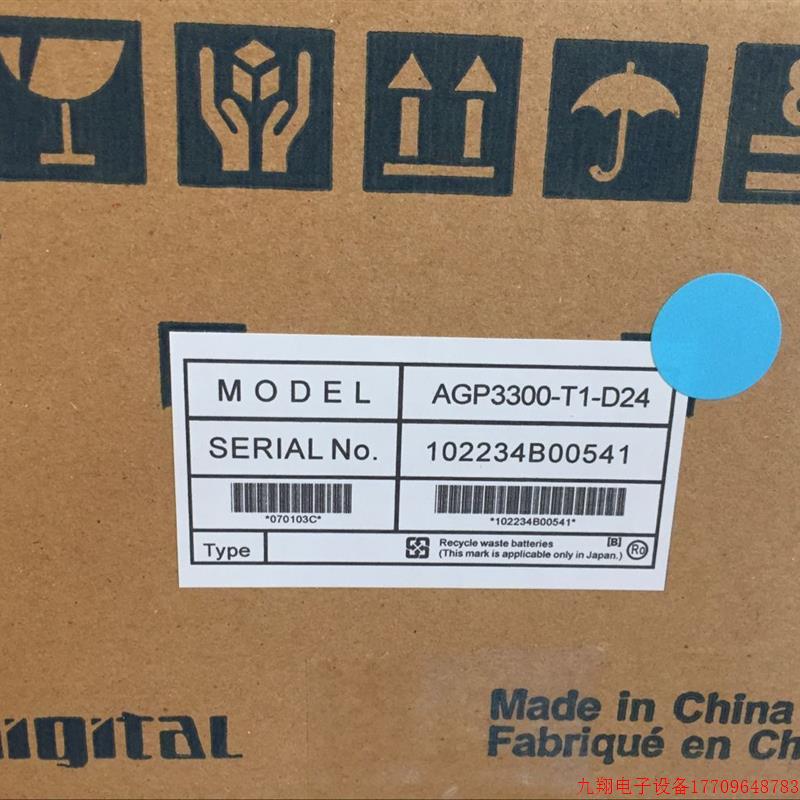 MODEL AGP3300-T1-D24
SERIAL No. 102234B00541
*070103C* *102234B00541*
Type Recycle waste batteries [B] Ro
(This mark is applicable only in Japan.)
igital Made in China
Fabriqué en Ch
九翔电子设备17709648783